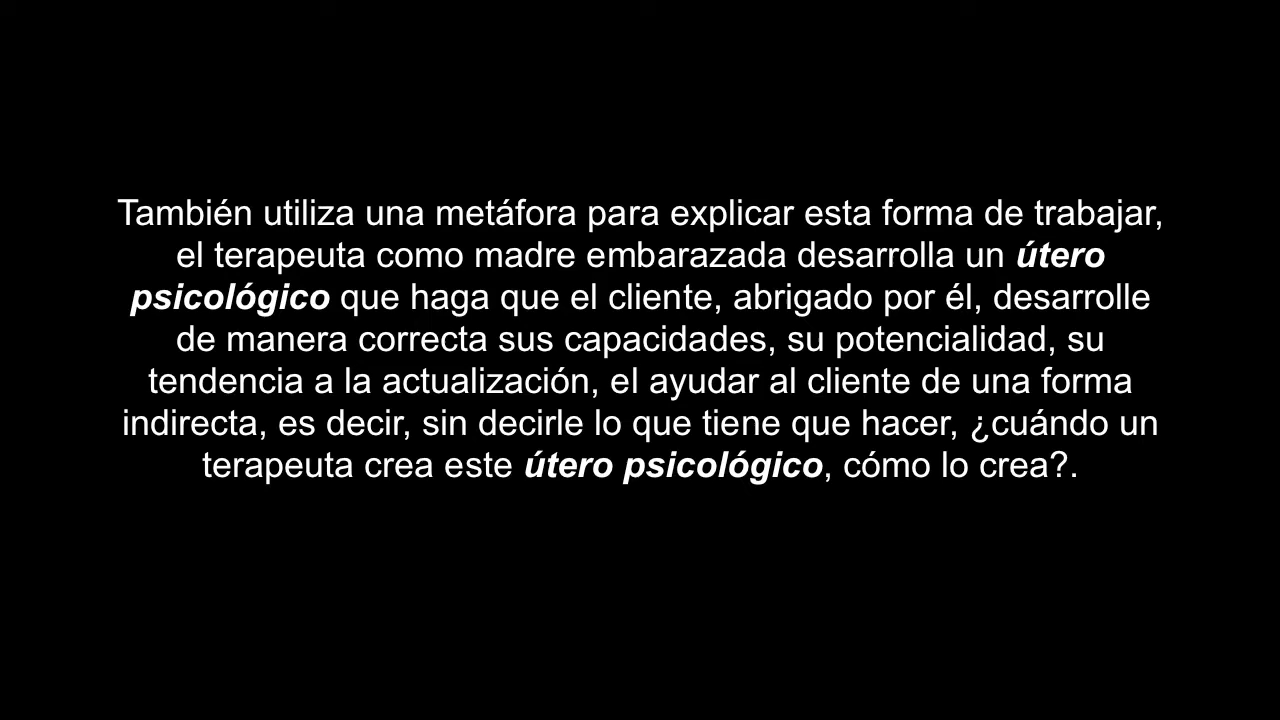 También utiliza una metáfora para explicar esta forma de trabajar,
el terapeuta como madre embarazada desarrolla un útero
psicológico que haga que el cliente, abrigado por él, desarrolle
de manera correcta sus capacidades, su potencialidad, su
tendencia a la actualización, el ayudar al cliente de una forma
indirecta, es decir, sin decirle lo que tiene que hacer, ¿cuándo un
terapeuta crea este útero psicológico, cómo lo crea?.